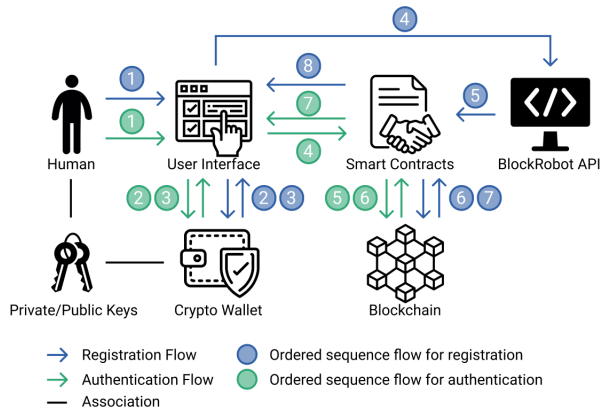 4
1
8
5
1
7
4
Human
User Interface
Smart Contracts
BlockRobot API
2 3
2 3
5 6
6 7
Private/Public Keys
Crypto Wallet
Blockchain
Registration Flow
Ordered sequence flow for registration
Authentication Flow
Ordered sequence flow for authentication
Association